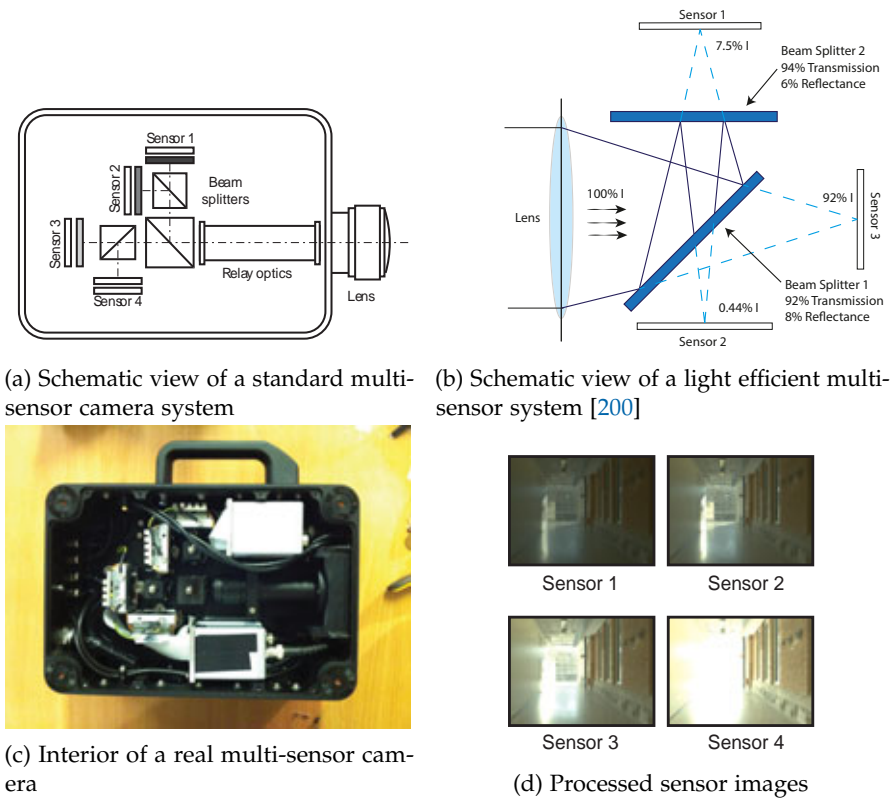 Sensor 1
Sensor 2
Beam
splitters
Sensor 3
Relay optics
Sensor 4
Lens
(a) Schematic view of a standard multi-
sensor camera system
Sensor 1
7.5% I
Beam Splitter 2
94% Transmission
6% Reflectance
Lens
100% I
92% I
Sensor 3
Beam Splitter 1
92% Transmission
8% Reflectance
0.44% I
Sensor 2
(b) Schematic view of a light efficient multi-
sensor system [200]
(c) Interior of a real multi-sensor cam-
era
Sensor 1
Sensor 2
Sensor 3
Sensor 4
(d) Processed sensor images